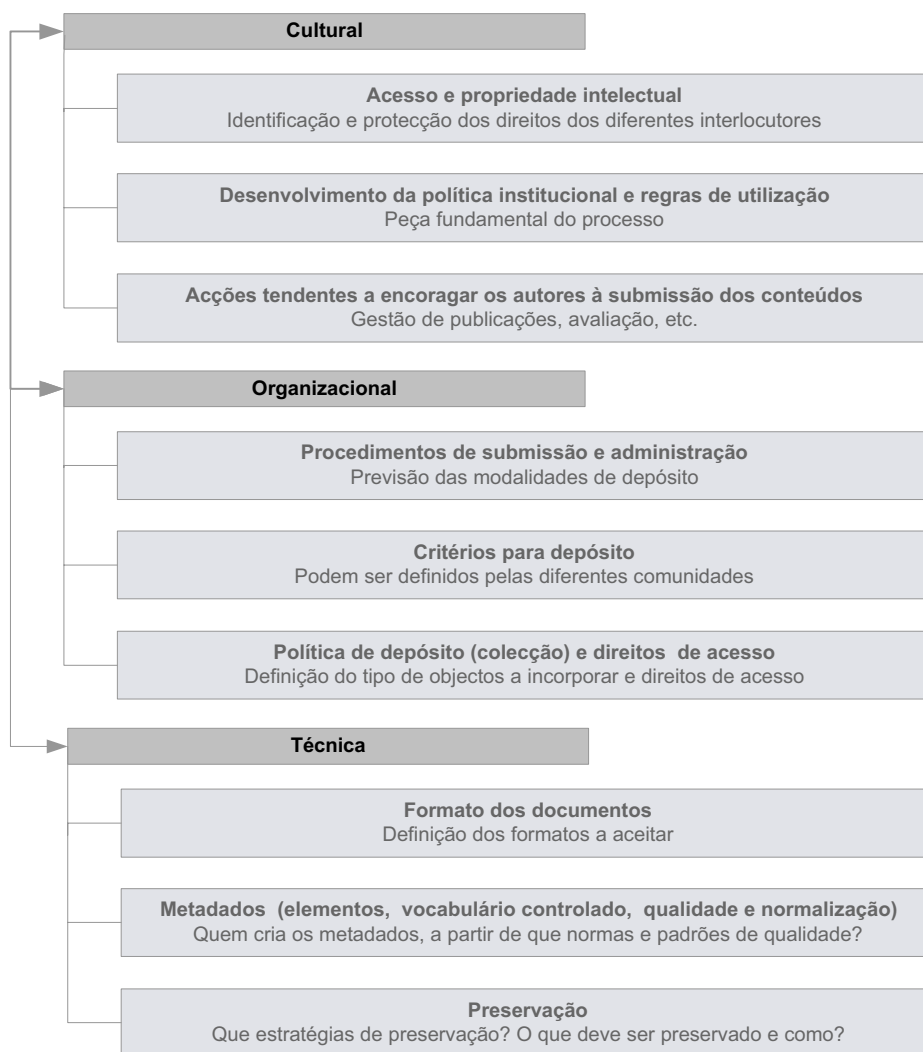 Cultural
Acesso e propriedade intelectual
Identificação e protecção dos direitos dos diferentes interlocutores
Desenvolvimento da política institucional e regras de utilização
Peça fundamental do processo
Acções tendentes a encoragar os autores à submissão dos conteúdos
Gestão de publicações, avaliação, etc.
Organizacional
Procedimentos de submissão e administração
Previsão das modalidades de depósito
Critérios para depósito
Podem ser definidos pelas diferentes comunidades
Política de depósito (colecção) e direitos de acesso
Definição do tipo de objectos a incorporar e direitos de acesso
Técnica
Formato dos documentos
Definição dos formatos a aceitar
Metadados (elementos, vocabulário controlado, qualidade e normalização)
Quem cria os metadados, a partir de que normas e padrões de qualidade?
Preservação
Que estratégias de preservação? O que deve ser preservado e como?